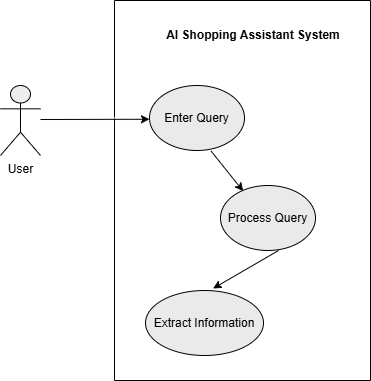 AI Shopping Assistant System
Enter Query
User
Process Query
Extract Information